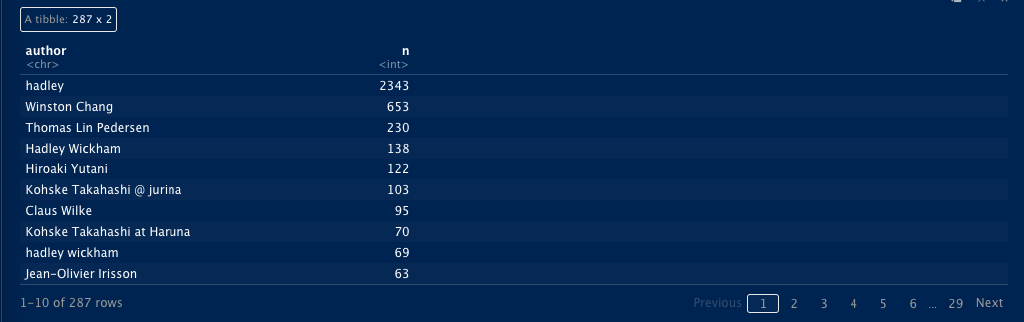 A tibble: 287 x 2
author n
<chr> <int>
hadley 2343
Winston Chang 653
Thomas Lin Pedersen 230
Hadley Wickham 138
Hiroaki Yutani 122
Kohske Takahashi @ jurina 103
Claus Wilke 95
Kohske Takahashi at Haruna 70
hadley wickham 69
Jean-Olivier Irisson 63
1-10 of 287 rows Previous 1 2 3 4 5 6 ... 29 Next